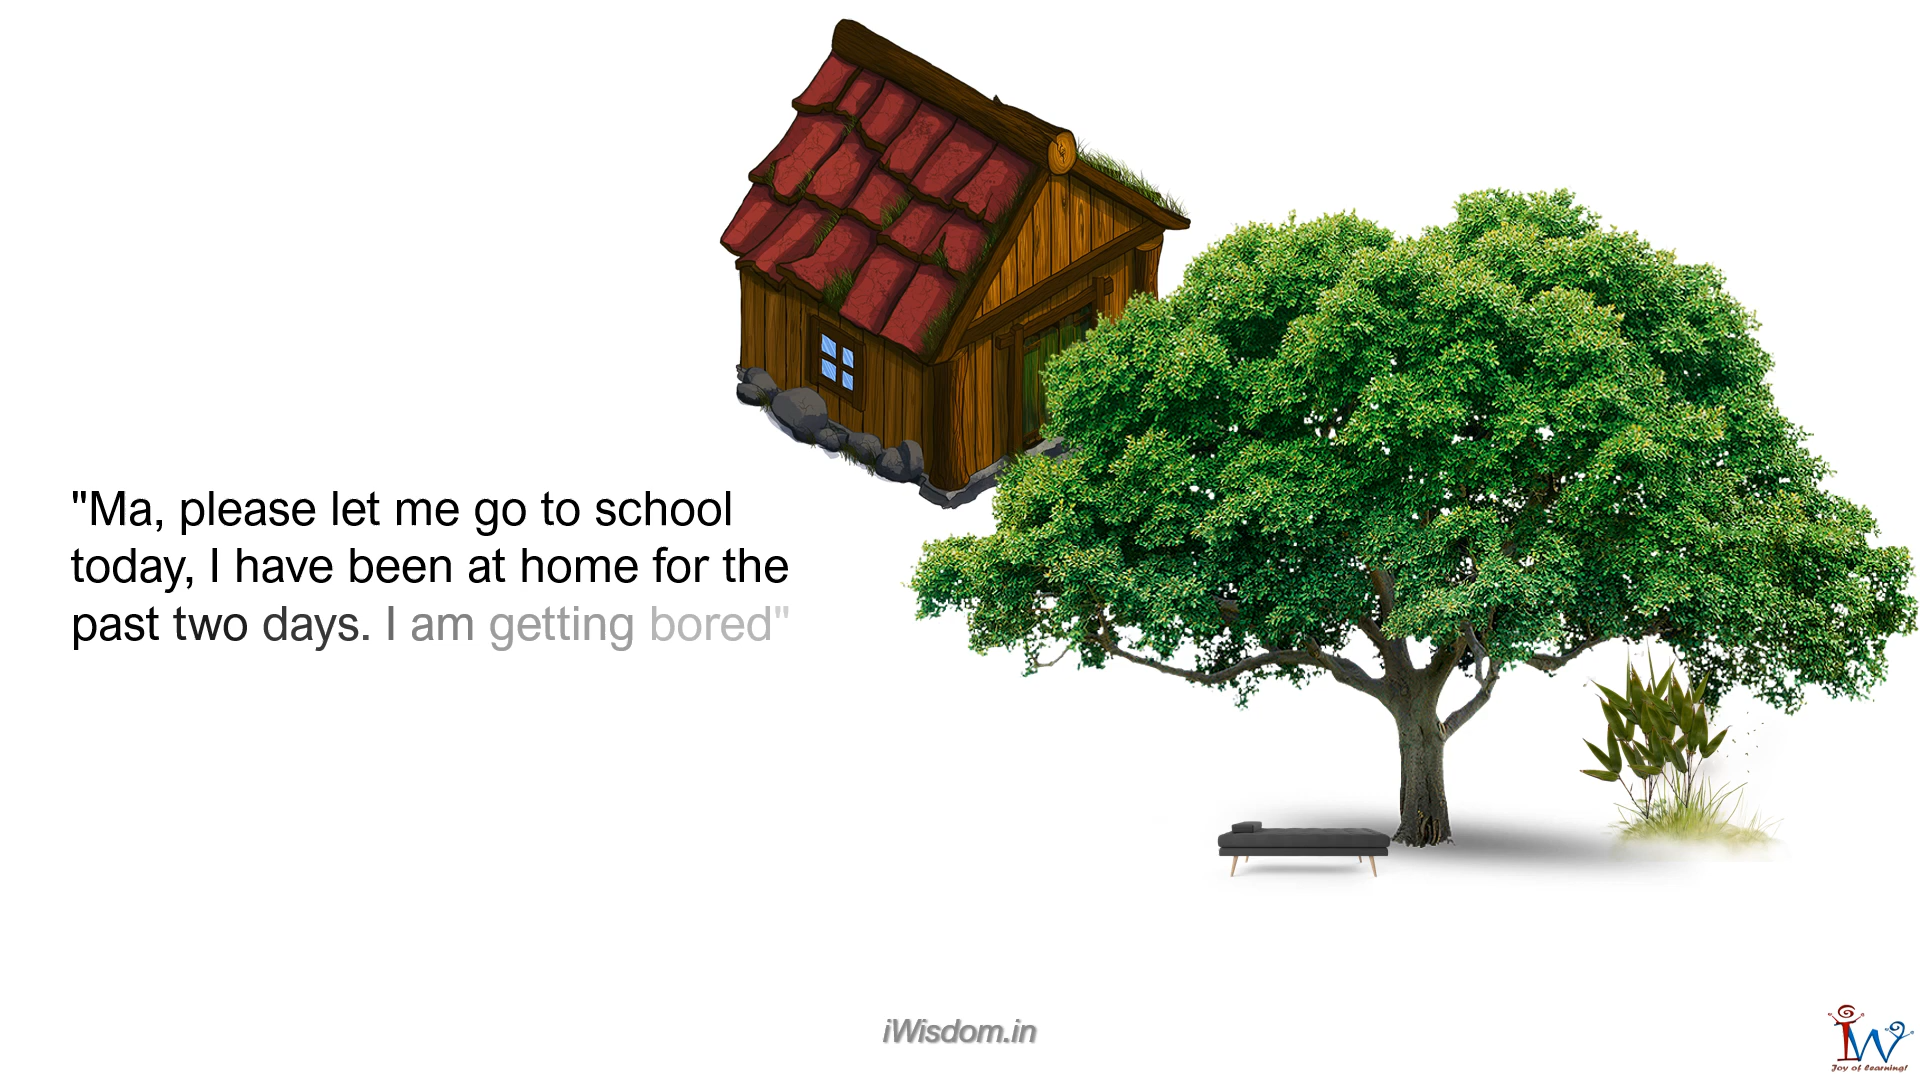 "Ma, please let me go to school
today, I have been at home for the
past two days. I am getting bored"
iWisdom.in
iW
Joy of learning!